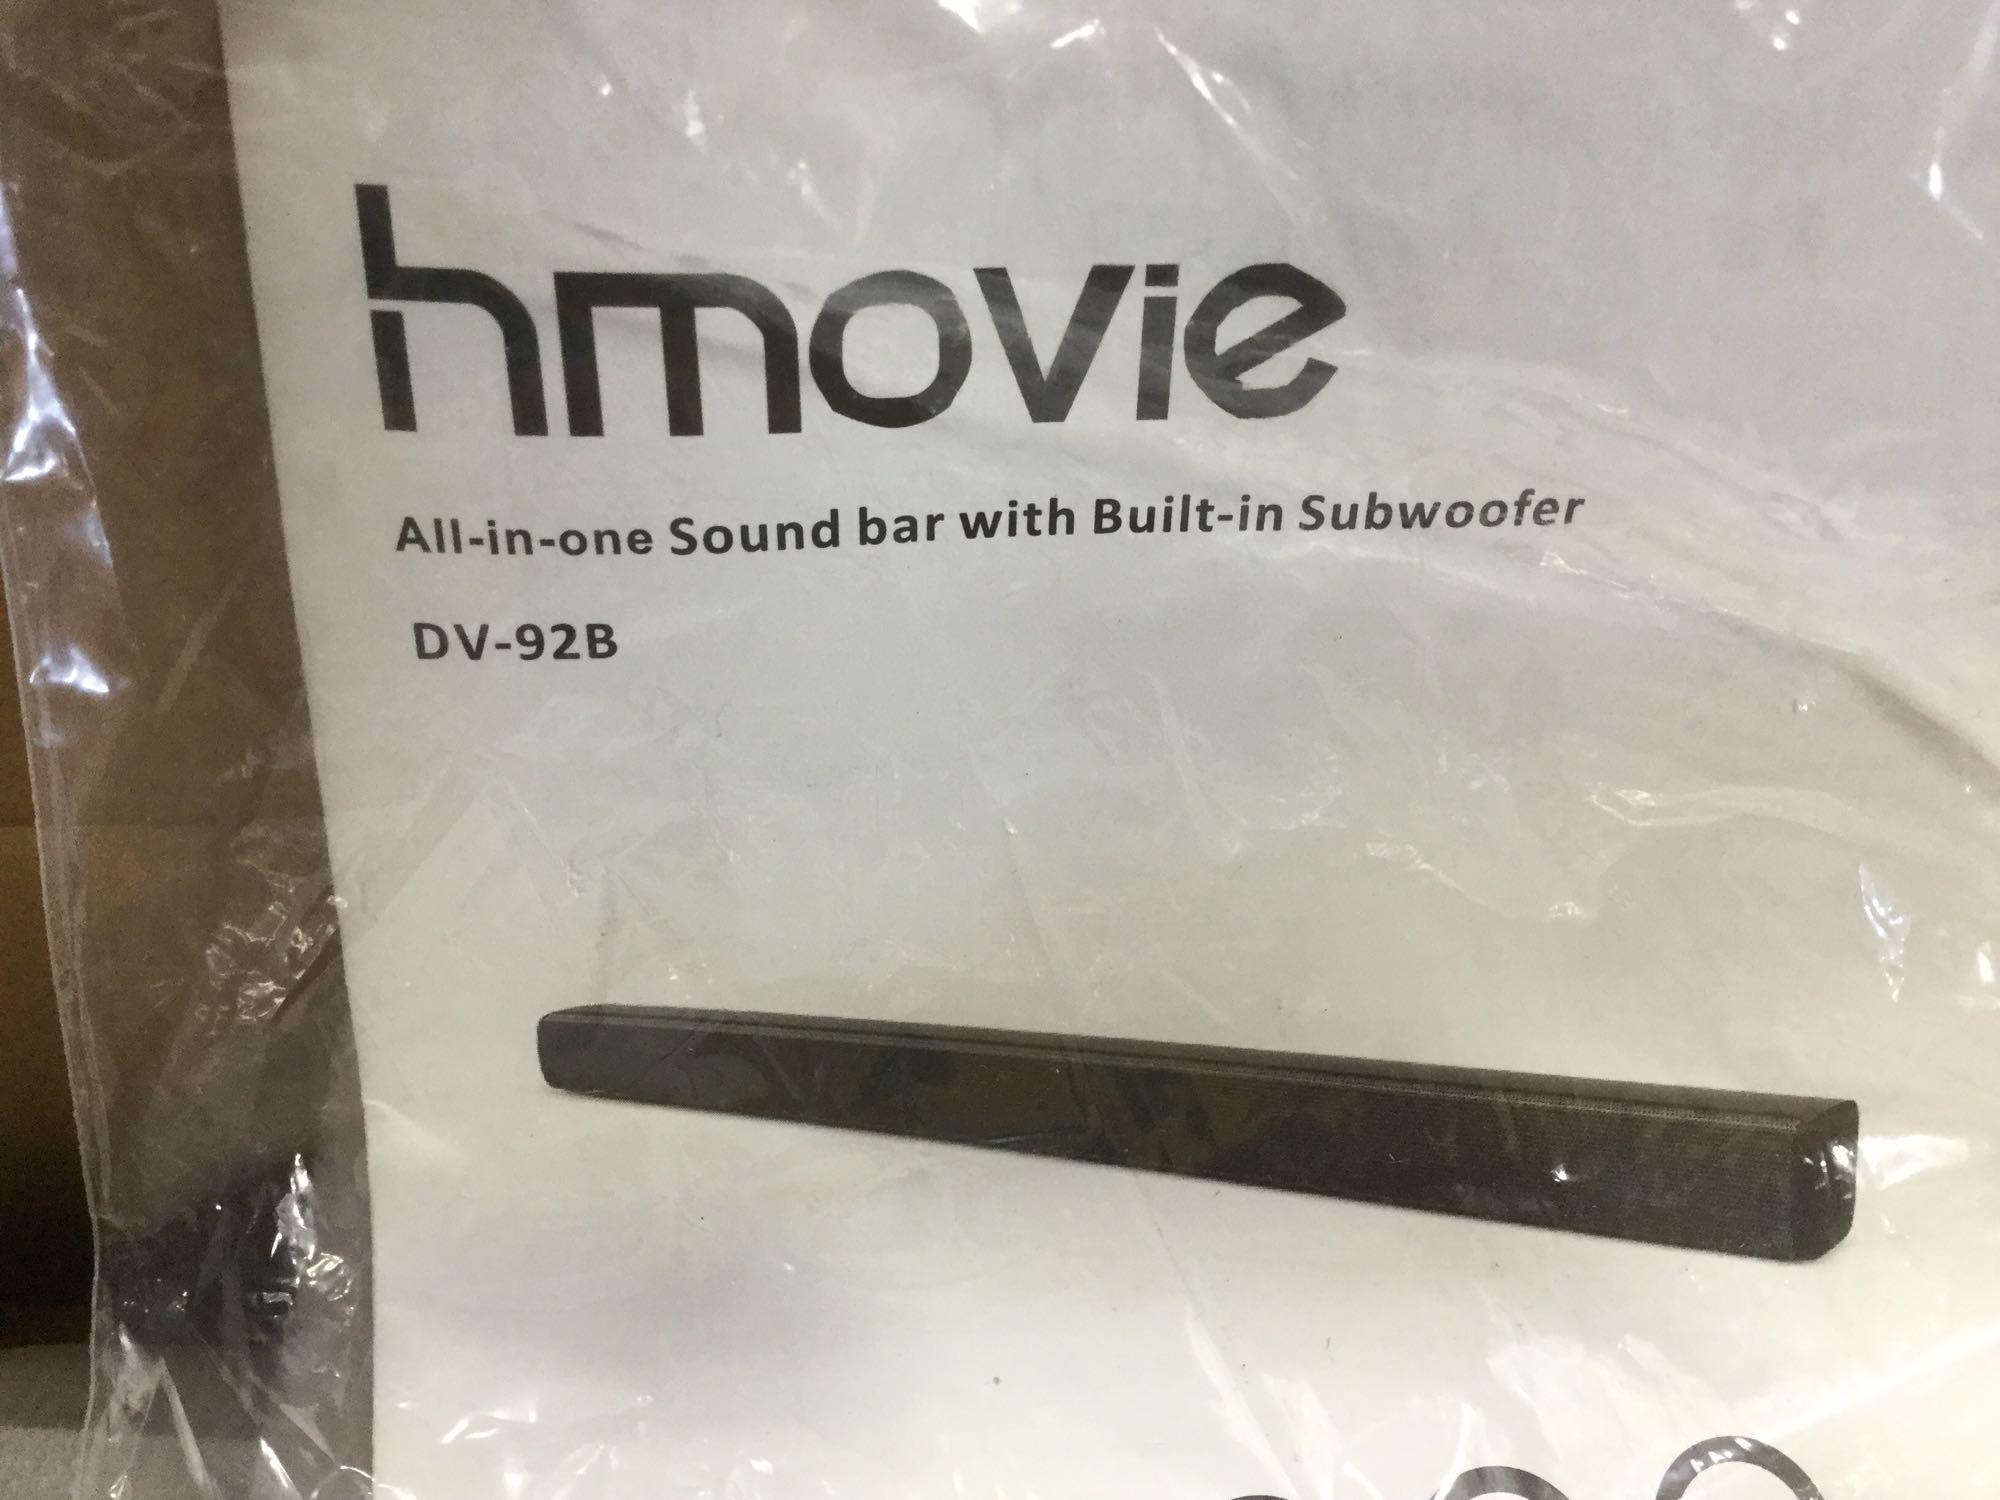 hmovie
All-in-one Sound bar with Built-in Subwoofer
DV-92B